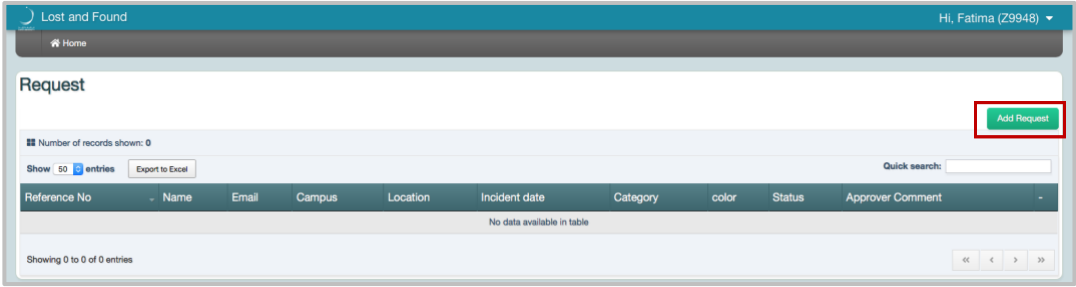 Lost and Found
Hi, Fatima (Z9948)
Home
Request
Add Request
Number of records shown: 0
Show 50 entries Export to Excel Quick search:
Reference No Name Email Campus Location Incident date Category color Status Approver Comment -
No data available in table
Showing 0 to 0 of 0 entries « ‹ › »